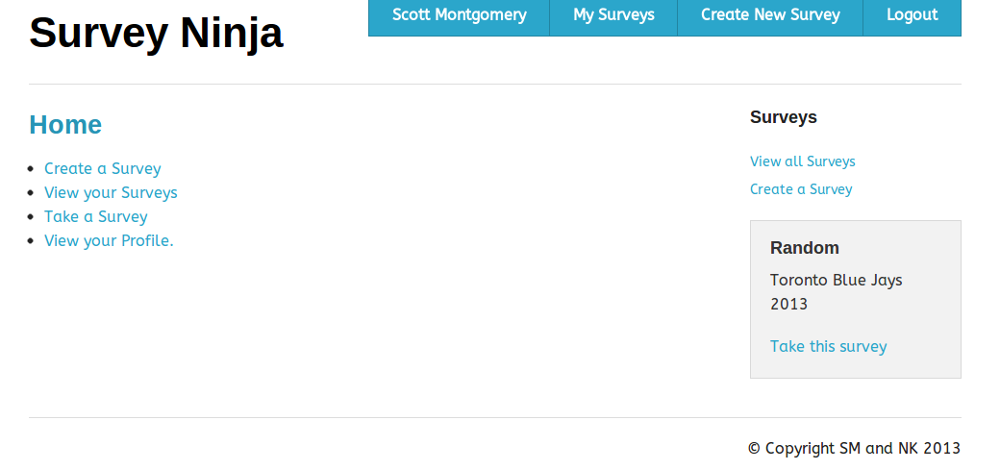 Survey Ninja
Scott Montgomery My Surveys Create New Survey Logout
Home
Create a Survey
View your Surveys
Take a Survey
View your Profile.
Surveys
View all Surveys
Create a Survey
Random
Toronto Blue Jays
2013
Take this survey
© Copyright SM and NK 2013